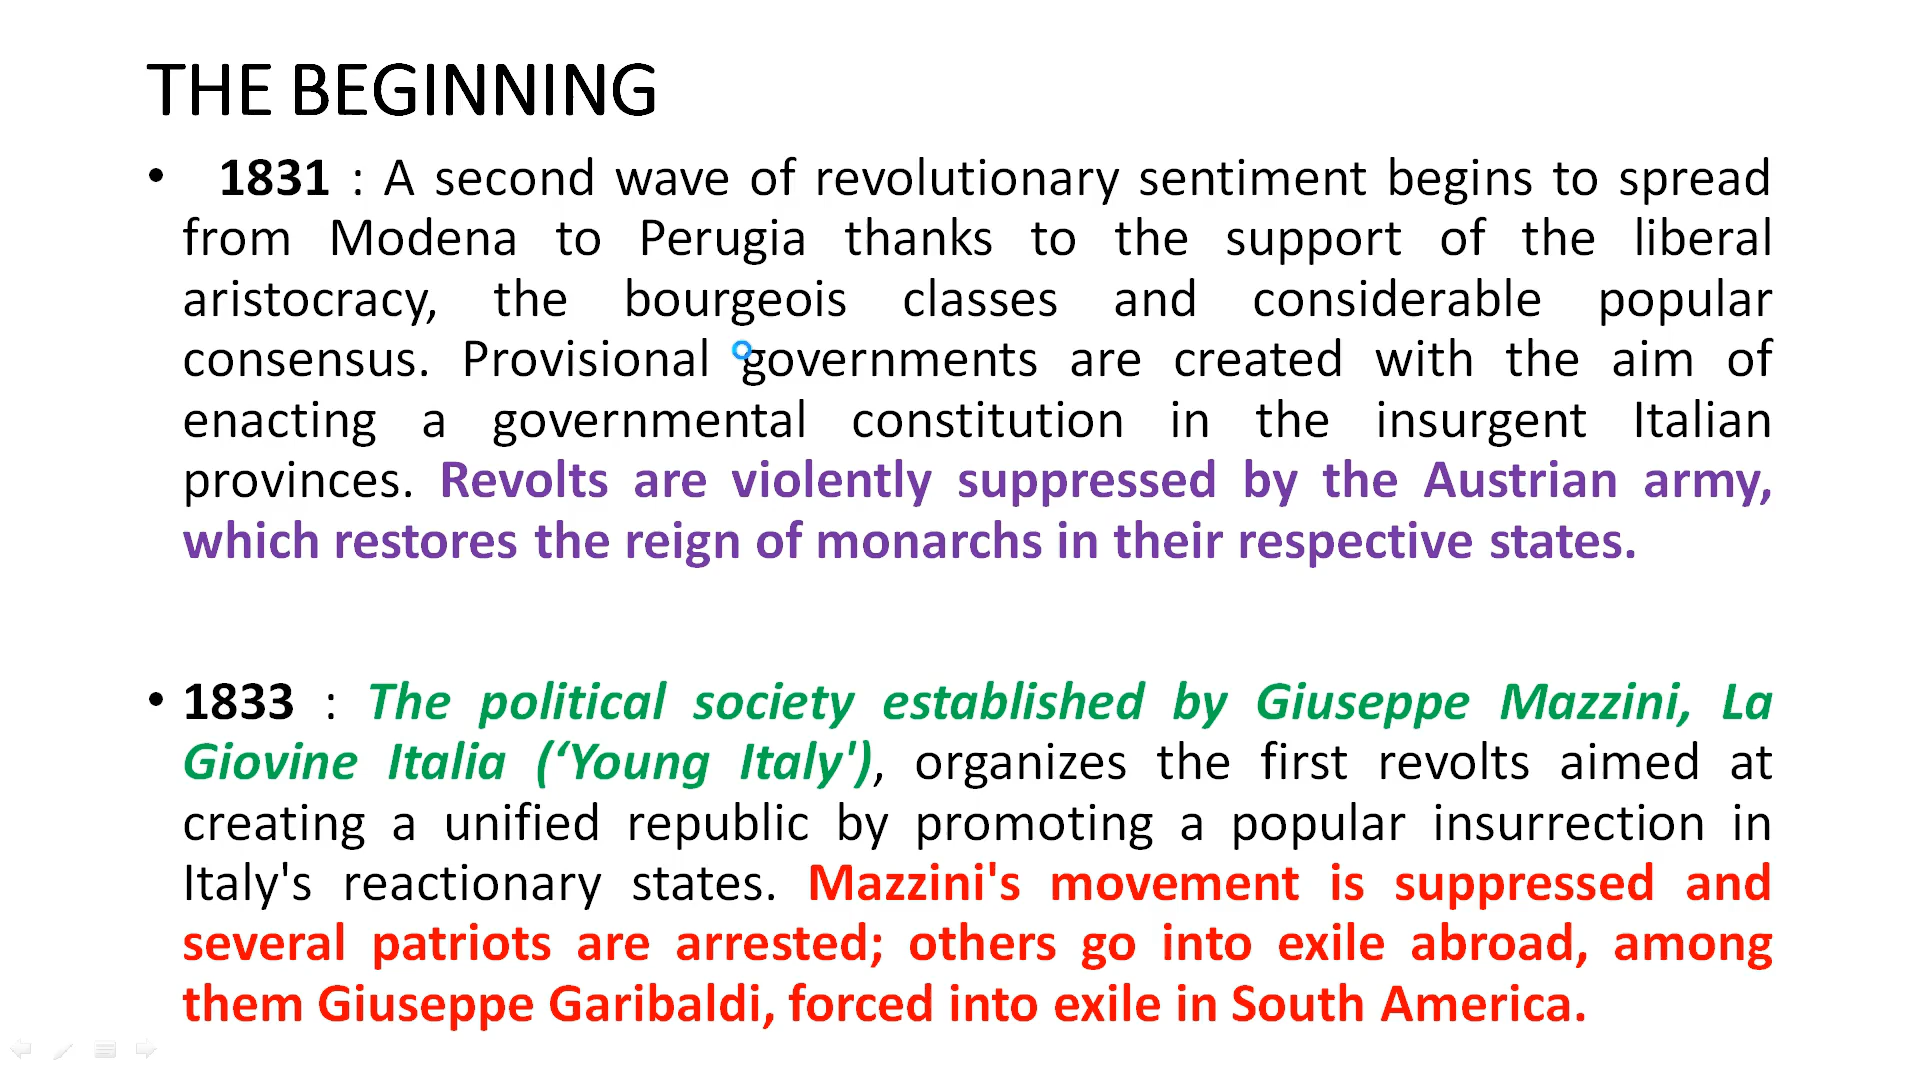 THE BEGINNING
• 1831 : A second wave of revolutionary sentiment begins to spread
from Modena to Perugia thanks to the support of the liberal
aristocracy, the bourgeois classes and considerable popular
consensus. Provisional governments are created with the aim of
enacting a governmental constitution in the insurgent Italian
provinces. Revolts are violently suppressed by the Austrian army,
which restores the reign of monarchs in their respective states.
• 1833 : The political society established by Giuseppe Mazzini, La
Giovine Italia (‘Young Italy'), organizes the first revolts aimed at
creating a unified republic by promoting a popular insurrection in
Italy's reactionary states. Mazzini's movement is suppressed and
several patriots are arrested; others go into exile abroad, among
them Giuseppe Garibaldi, forced into exile in South America.